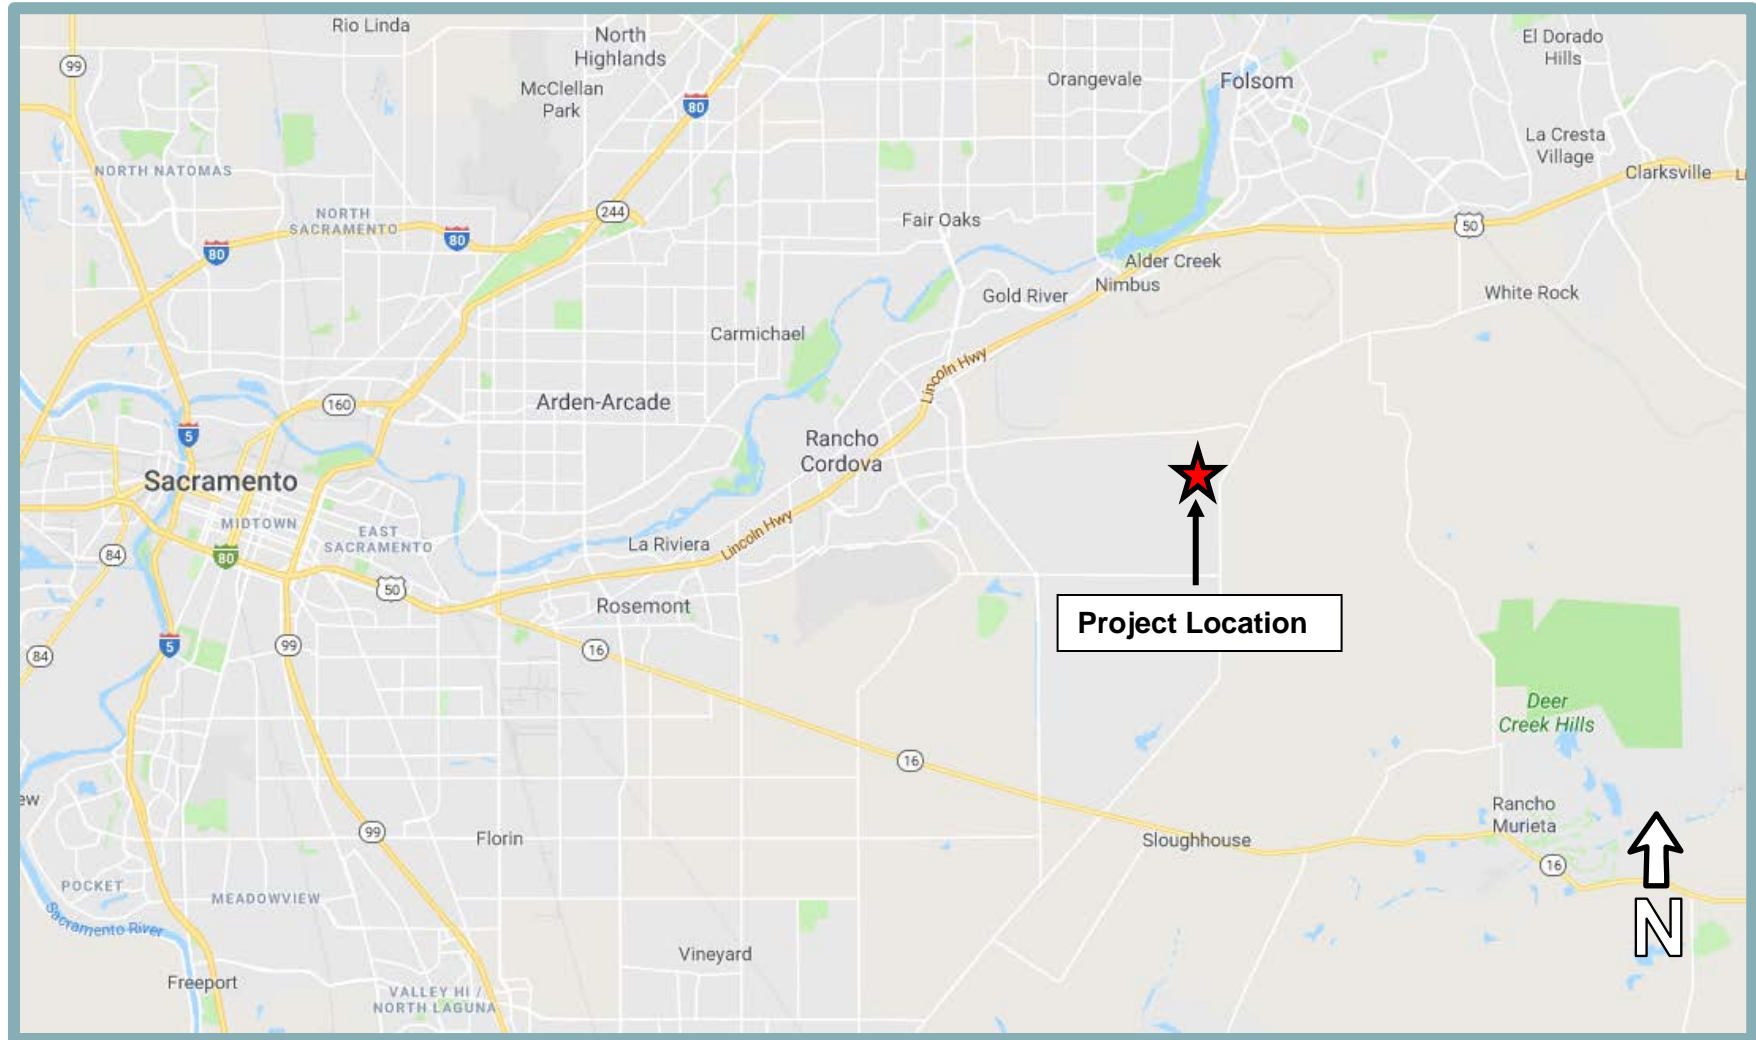 Rio Linda
North
Highlands
El Dorado
Hills
99
McClellan
Park
80
Orangevale
Folsom
La Cresta
Village
Clarksville
NORTH NATOMAS
NORTH
SACRAMENTO
244
Fair Oaks
50
80
80
Alder Creek
Nimbus
Gold River
White Rock
Carmichael
Lincoln Hwy
160
Arden-Arcade
5
Rancho
Cordova
Sacramento
MIDTOWN
EAST
SACRAMENTO
La Riviera
Lincoln Hwy
84
80
50
Rosemont
Project Location
5
99
16
84
Deer
Creek Hills
16
Rancho
Murieta
99
Florin
Sloughhouse
16
POCKET
MEADOWVIEW
Sacramento River
N
Vineyard
Freeport
VALLEY HI /
NORTH LAGUNA